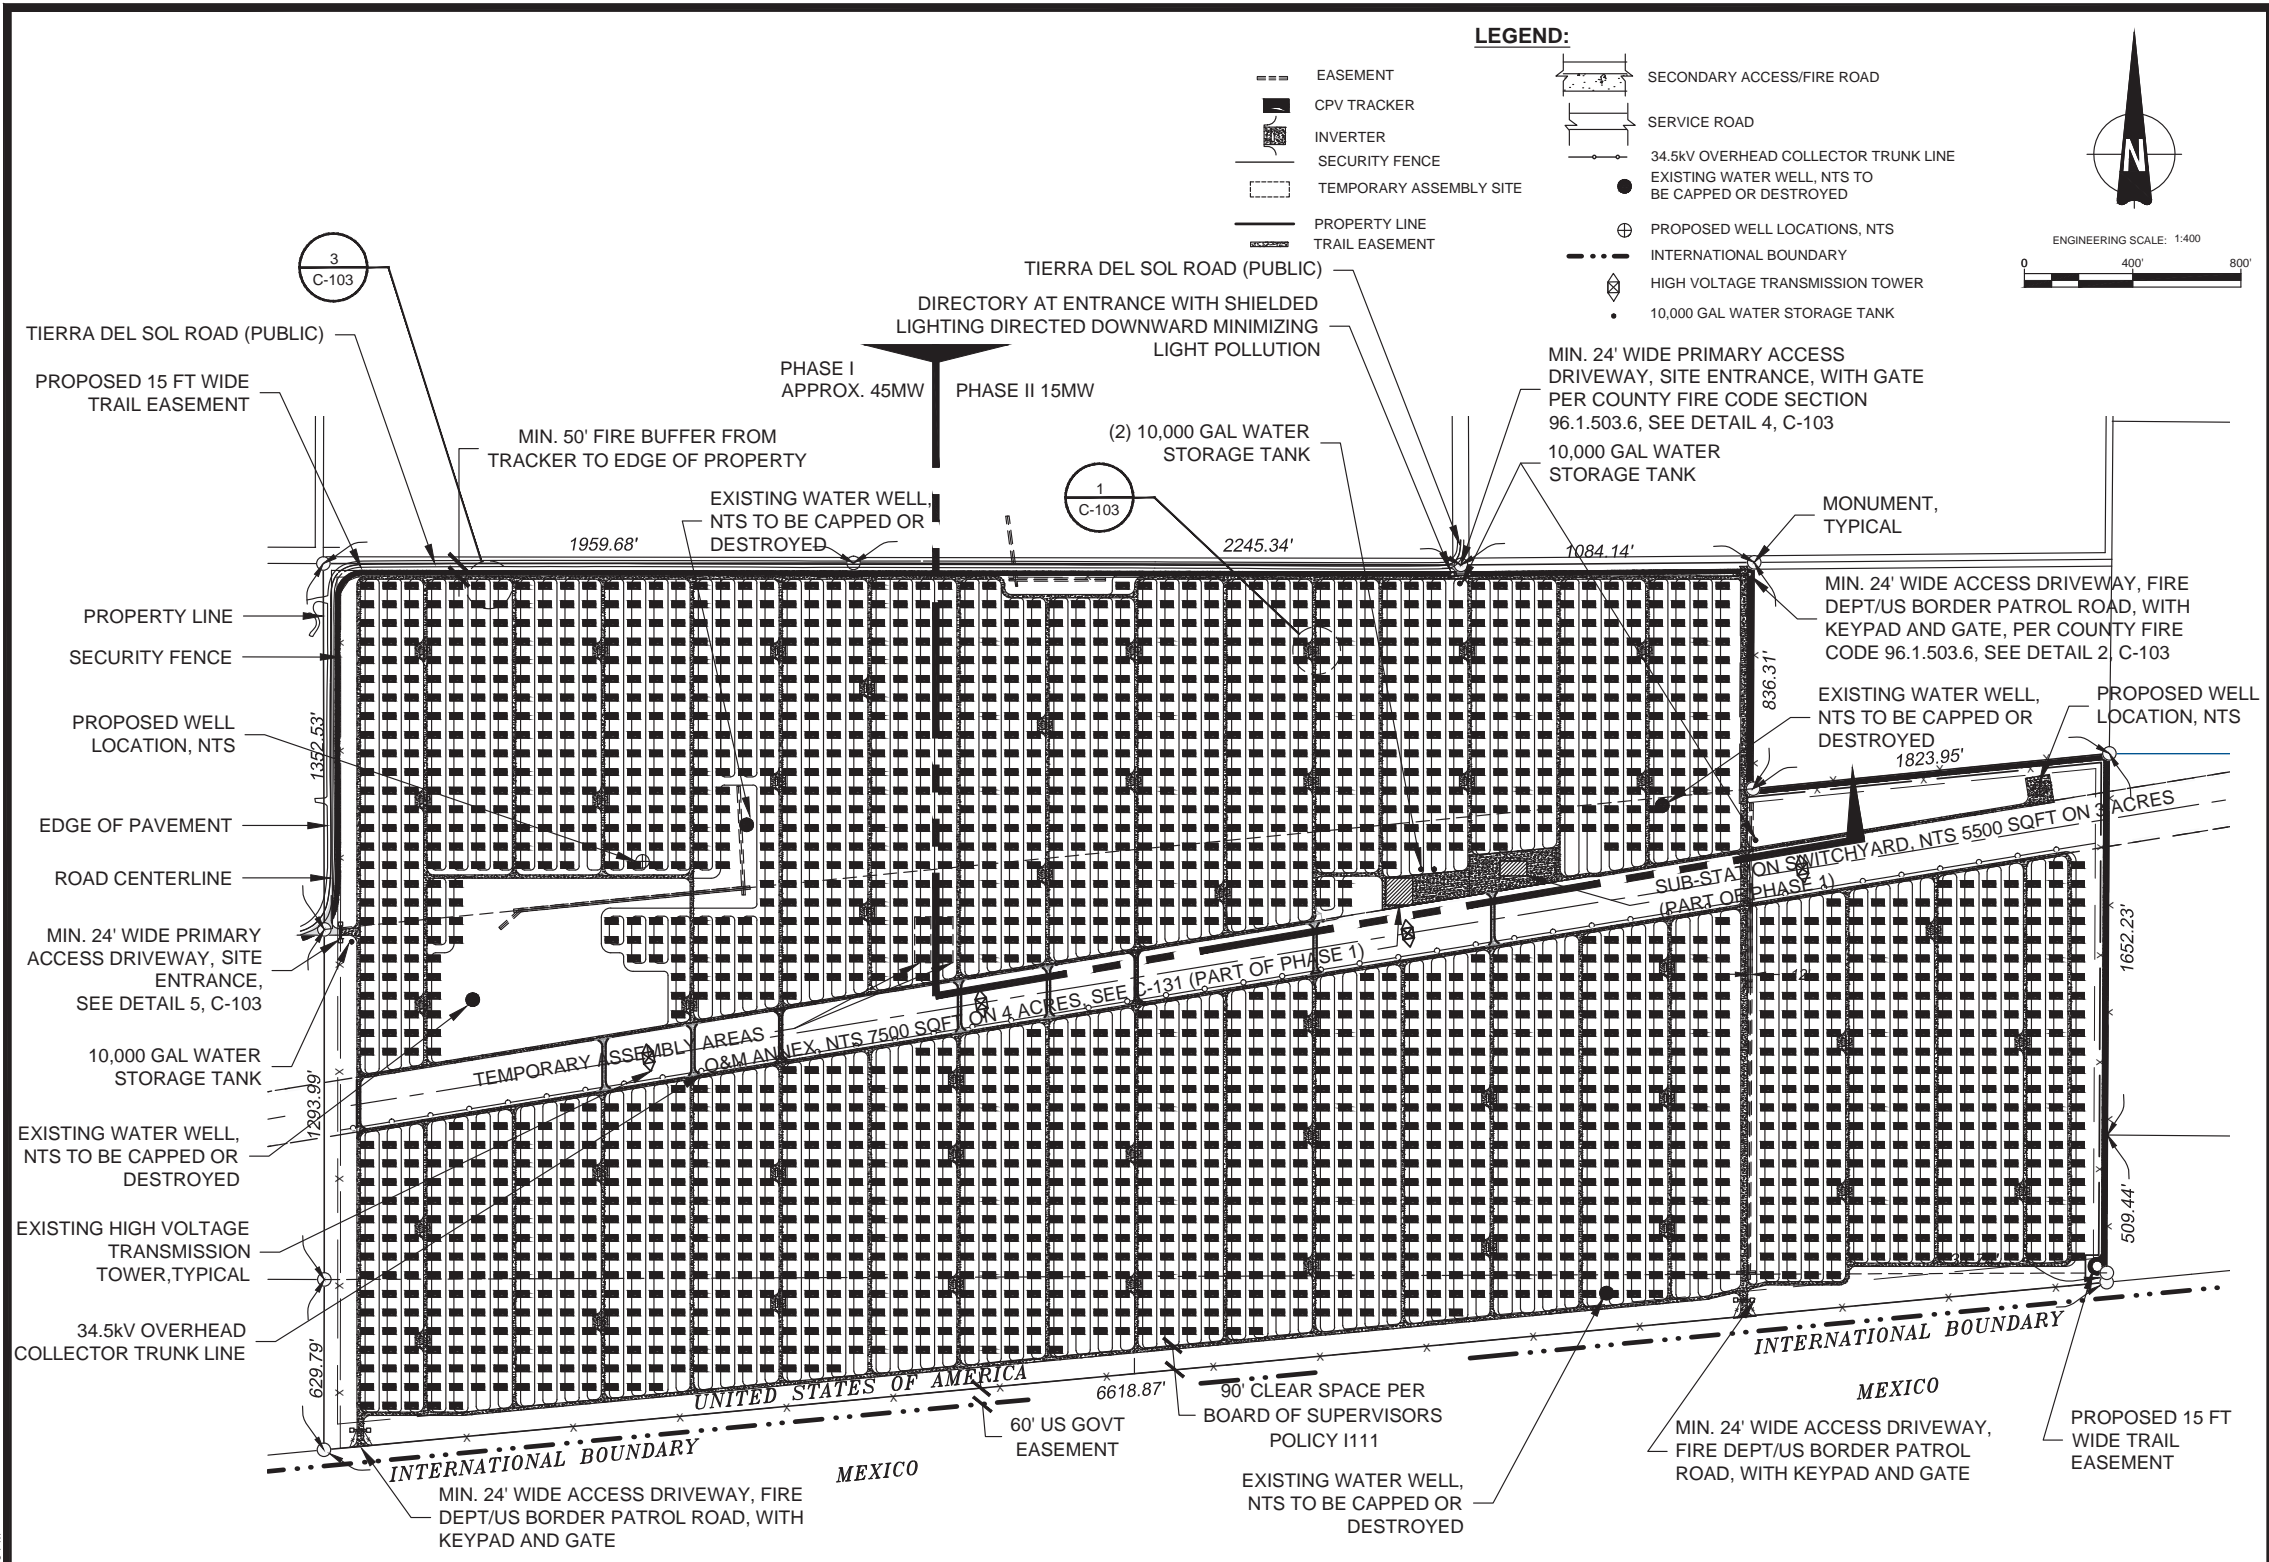 LEGEND:
EASEMENT
CPV TRACKER
INVERTER
SECURITY FENCE
TEMPORARY ASSEMBLY SITE
PROPERTY LINE
TRAIL EASEMENT
SECONDARY ACCESS/FIRE ROAD
SERVICE ROAD
34.5kV OVERHEAD COLLECTOR TRUNK LINE
EXISTING WATER WELL, NTS TO
BE CAPPED OR DESTROYED
PROPOSED WELL LOCATIONS, NTS
INTERNATIONAL BOUNDARY
HIGH VOLTAGE TRANSMISSION TOWER
10,000 GAL WATER STORAGE TANK
N
ENGINEERING SCALE: 1:400
0 400' 800'
3
C-103
TIERRA DEL SOL ROAD (PUBLIC)
PROPOSED 15 FT WIDE
TRAIL EASEMENT
MIN. 50' FIRE BUFFER FROM
TRACKER TO EDGE OF PROPERTY
PHASE I
APPROX. 45MW
PHASE II 15MW
TIERRA DEL SOL ROAD (PUBLIC)
DIRECTORY AT ENTRANCE WITH SHIELDED
LIGHTING DIRECTED DOWNWARD MINIMIZING
LIGHT POLLUTION
MIN. 24' WIDE PRIMARY ACCESS
DRIVEWAY, SITE ENTRANCE, WITH GATE
PER COUNTY FIRE CODE SECTION
96.1.503.6, SEE DETAIL 4, C-103
(2) 10,000 GAL WATER
STORAGE TANK
10,000 GAL WATER
STORAGE TANK
1
C-103
EXISTING WATER WELL,
NTS TO BE CAPPED OR
DESTROYED
MONUMENT,
TYPICAL
1959.68'
2245.34'
1084.14'
MIN. 24' WIDE ACCESS DRIVEWAY, FIRE
DEPT/US BORDER PATROL ROAD, WITH
KEYPAD AND GATE, PER COUNTY FIRE
CODE 96.1.503.6, SEE DETAIL 2, C-103
836.31'
EXISTING WATER WELL,
NTS TO BE CAPPED OR
DESTROYED
PROPOSED WELL
LOCATION, NTS
1823.95'
PROPERTY LINE
SECURITY FENCE
PROPOSED WELL
LOCATION, NTS
1352.53'
EDGE OF PAVEMENT
ROAD CENTERLINE
MIN. 24' WIDE PRIMARY
ACCESS DRIVEWAY, SITE
ENTRANCE,
SEE DETAIL 5, C-103
10,000 GAL WATER
STORAGE TANK
1293.99'
EXISTING WATER WELL,
NTS TO BE CAPPED OR
DESTROYED
EXISTING HIGH VOLTAGE
TRANSMISSION
TOWER,TYPICAL
34.5kV OVERHEAD
COLLECTOR TRUNK LINE
629.79'
SUB-STATION SWITCHYARD, NTS 5500 SQFT ON 3 ACRES
(PART OF PHASE 1)
TEMPORARY ASSEMBLY AREAS
O&M ANNEX, NTS 7500 SQFT ON 4 ACRES, SEE C-131 (PART OF PHASE 1)
12'
1652.23'
509.44'
UNITED STATES OF AMERICA
6618.87'
INTERNATIONAL BOUNDARY
MEXICO
INTERNATIONAL BOUNDARY
MEXICO
60' US GOVT
EASEMENT
90' CLEAR SPACE PER
BOARD OF SUPERVISORS
POLICY I111
MIN. 24' WIDE ACCESS DRIVEWAY, FIRE
DEPT/US BORDER PATROL ROAD, WITH
KEYPAD AND GATE
EXISTING WATER WELL,
NTS TO BE CAPPED OR
DESTROYED
MIN. 24' WIDE ACCESS DRIVEWAY,
FIRE DEPT/US BORDER PATROL
ROAD, WITH KEYPAD AND GATE
PROPOSED 15 FT
WIDE TRAIL
EASEMENT